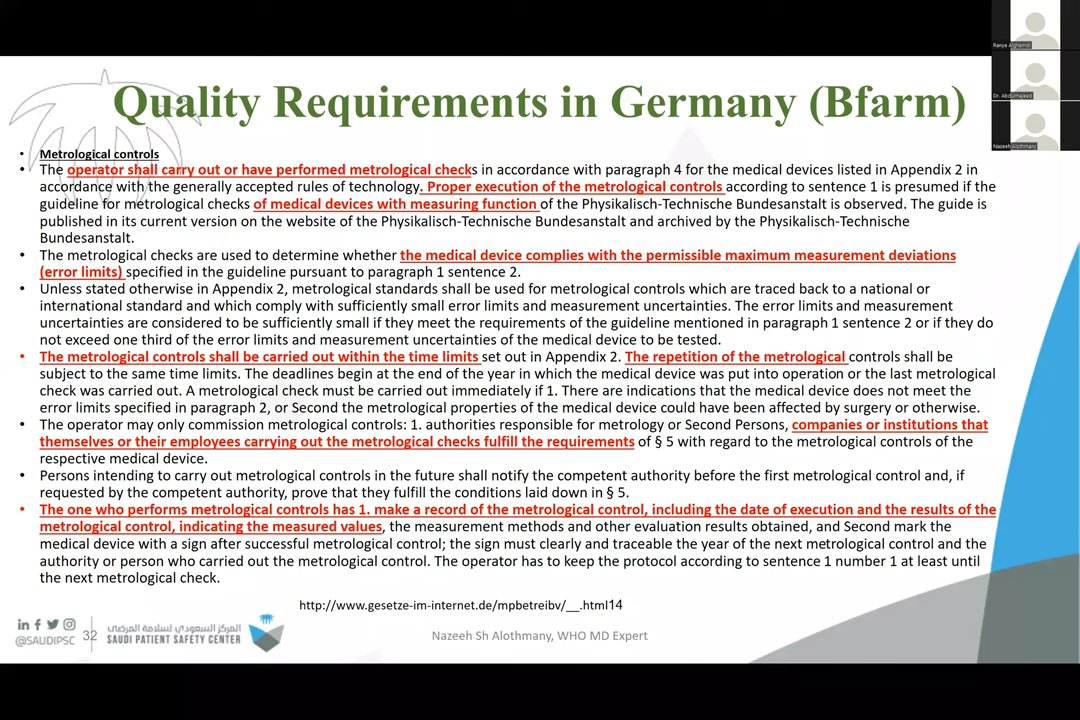 Quality Requirements in Germany (Bfarm)
• Metrological controls
• The operator shall carry out or have performed metrological checks in accordance with paragraph 4 for the medical devices listed in Appendix 2 in
accordance with the generally accepted rules of technology. Proper execution of the metrological controls according to sentence 1 is presumed if the
guideline for metrological checks of medical devices with measuring function of the Physikalisch-Technische Bundesanstalt is observed. The guide is
published in its current version on the website of the Physikalisch-Technische Bundesanstalt and archived by the Physikalisch-Technische
Bundesanstalt.
• The metrological checks are used to determine whether the medical device complies with the permissible maximum measurement deviations
(error limits) specified in the guideline pursuant to paragraph 1 sentence 2.
• Unless stated otherwise in Appendix 2, metrological standards shall be used for metrological controls which are traced back to a national or
international standard and which comply with sufficiently small error limits and measurement uncertainties. The error limits and measurement
uncertainties are considered to be sufficiently small if they meet the requirements of the guideline mentioned in paragraph 1 sentence 2 or if they do
not exceed one third of the error limits and measurement uncertainties of the medical device to be tested.
• The metrological controls shall be carried out within the time limits set out in Appendix 2. The repetition of the metrological controls shall be
subject to the same time limits. The deadlines begin at the end of the year in which the medical device was put into operation or the last metrological
check was carried out. A metrological check must be carried out immediately if 1. There are indications that the medical device does not meet the
error limits specified in paragraph 2, or Second the metrological properties of the medical device could have been affected by surgery or otherwise.
• The operator may only commission metrological controls: 1. authorities responsible for metrology or Second Persons, companies or institutions that
themselves or their employees carrying out the metrological checks fulfill the requirements of § 5 with regard to the metrological controls of the
respective medical device.
• Persons intending to carry out metrological controls in the future shall notify the competent authority before the first metrological control and, if
requested by the competent authority, prove that they fulfill the conditions laid down in § 5.
• The one who performs metrological controls has 1. make a record of the metrological control, including the date of execution and the results of the
metrological control, indicating the measured values, the measurement methods and other evaluation results obtained, and Second mark the
medical device with a sign after successful metrological control; the sign must clearly and traceable the year of the next metrological control and the
authority or person who carried out the metrological control. The operator has to keep the protocol according to sentence 1 number 1 at least until
the next metrological check.
http://www.gesetze-im-internet.de/mpbetreibv/__.html14
@SAUDIPSC
32
المركز السعودي لسلامة المرضى
SAUDI PATIENT SAFETY CENTER
Nazeeh Sh Alothmany, WHO MD Expert
Ranya Alghamdi
Dr. Abdulmajeed
Nazeeh Alothmany